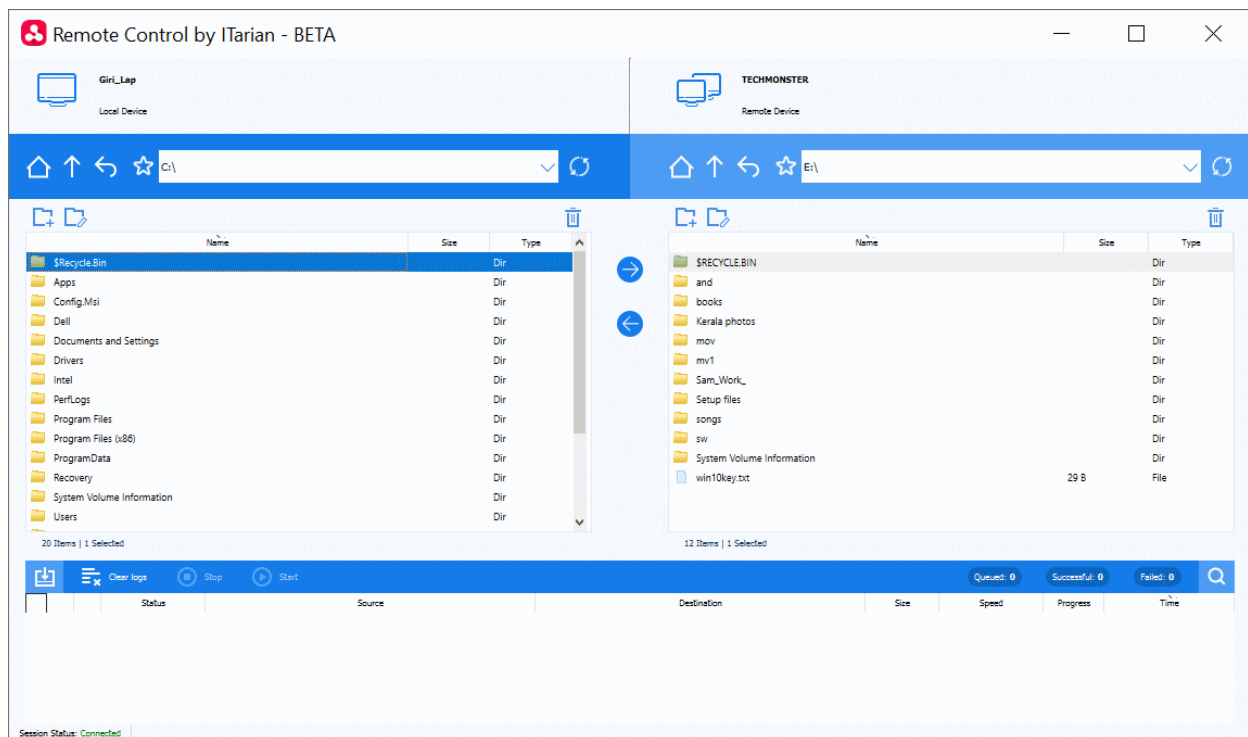 Remote Control by ITarian - BETA
Giri_Lap
Local Device
TECHMONSTER
Remote Device
C:\
E:\
Name Size Type
$Recycle.Bin Dir
Apps Dir
Config.Msi Dir
Dell Dir
Documents and Settings Dir
Drivers Dir
Intel Dir
PerfLogs Dir
Program Files Dir
Program Files (x86) Dir
ProgramData Dir
Recovery Dir
System Volume Information Dir
Users Dir
20 Items | 1 Selected
Name Size Type
$RECYCLE.BIN Dir
and Dir
books Dir
Kerala photos Dir
mov Dir
mv1 Dir
Sam_Work_ Dir
Setup files Dir
songs Dir
sw Dir
System Volume Information Dir
win10key.txt 29 B File
12 Items | 1 Selected
Clear logs Stop Start Queued: 0 Successful: 0 Failed: 0
Status Source Destination Size Speed Progress Time
Session Status: Connected